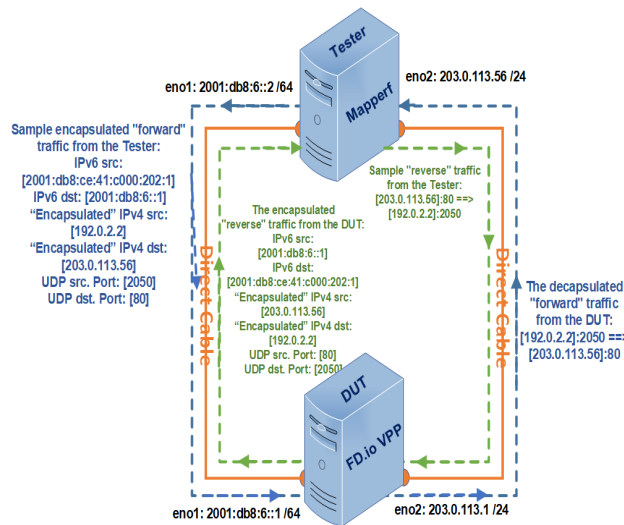 Tester
Mapperf
eno1: 2001:db8:6::2 /64
eno2: 203.0.113.56 /24
Sample encapsulated "forward"
traffic from the Tester:
IPv6 src:
[2001:db8:ce:41:c000:202:1]
IPv6 dst: [2001:db8:6::1]
“Encapsulated” IPv4 src:
[192.0.2.2]
“Encapsulated” IPv4 dst:
[203.0.113.56]
UDP src. Port: [2050]
UDP dst. Port: [80]
Direct Cable
The encapsulated
"reverse" traffic from the DUT:
IPv6 src:
[2001:db8:6::1]
IPv6 dst:
[2001:db8:ce:41:c000:202:1]
“Encapsulated” IPv4 src:
[203.0.113.56]
“Encapsulated” IPv4 dst:
[192.0.2.2]
UDP src. Port: [80]
UDP dst. Port: [2050]
Sample "reverse" traffic
from the Tester:
[203.0.113.56]:80 ==>
[192.0.2.2]:2050
Direct Cable
The decapsulated
"forward" traffic
from the DUT:
[192.0.2.2]:2050 ==>
[203.0.113.56]:80
DUT
FD.io VPP
eno1: 2001:db8:6::1 /64
eno2: 203.0.113.1 /24